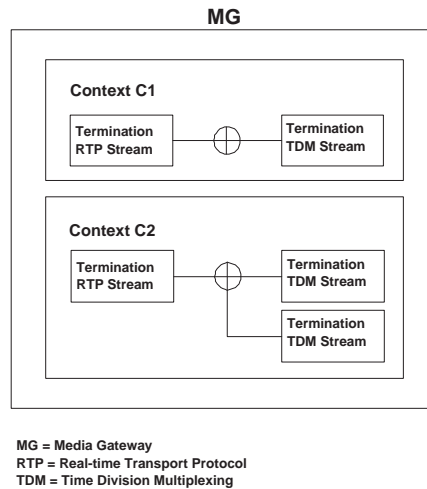 MG
Context C1
Termination
RTP Stream
Termination
TDM Stream
Context C2
Termination
RTP Stream
Termination
TDM Stream
Termination
TDM Stream
MG = Media Gateway
RTP = Real-time Transport Protocol
TDM = Time Division Multiplexing